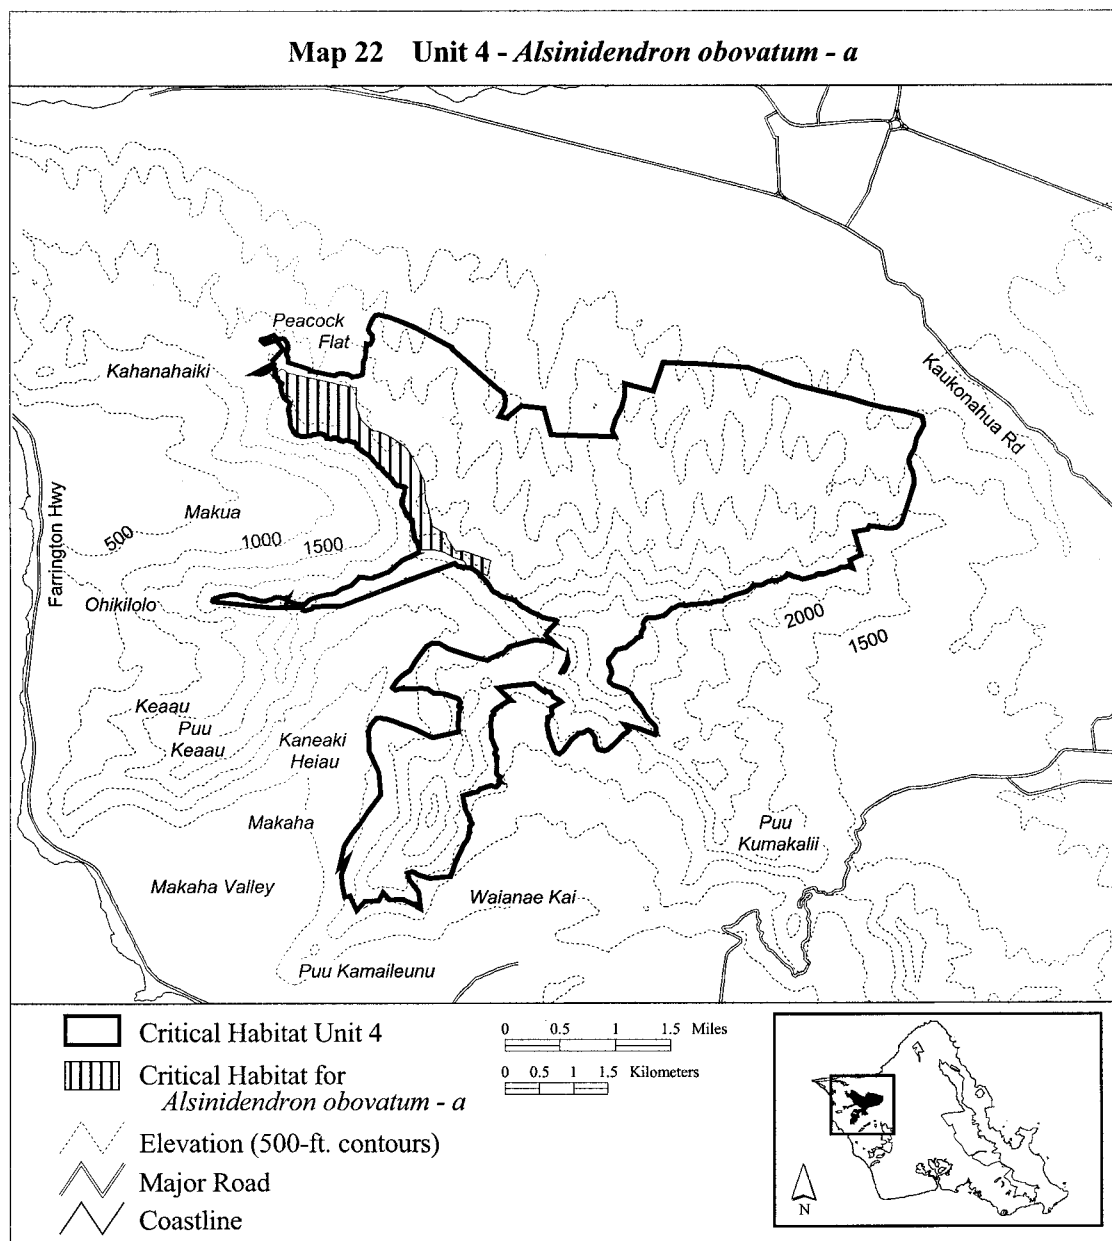 Map 22 Unit 4 - Alsinidendron obovatum - a
Peacock
Flat
Kahanahaiki
Kaukonahua Rd
Farrington Hwy
Makua
500
1000
1500
Ohikilolo
2000
1500
Keaau
Puu
Keaau
Kaneaki
Heiau
Makaha
Puu
Kumakalii
Makaha Valley
Waianae Kai
Puu Kamaileunu
Critical Habitat Unit 4
Critical Habitat for
Alsinidendron obovatum - a
Elevation (500-ft. contours)
Major Road
Coastline
0 0.5 1 1.5 Miles
0 0.5 1 1.5 Kilometers
N